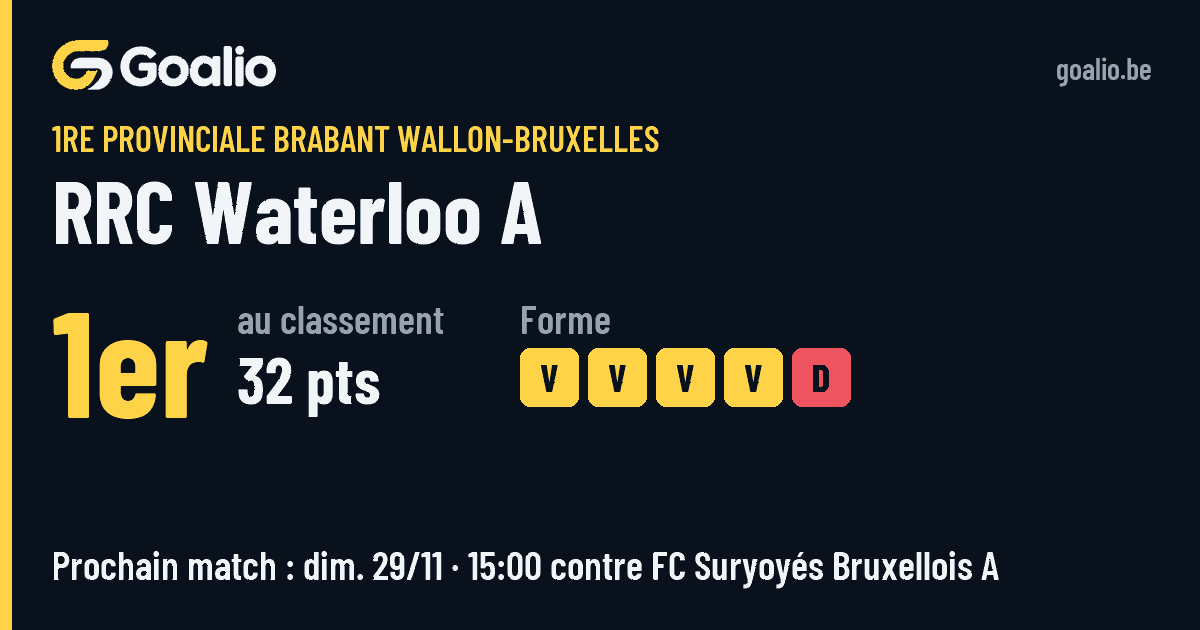 Goalio
goalio.be
1RE PROVINCIALE BRABANT WALLON-BRUXELLES
RRC Waterloo A
1er
au classement
32 pts
Forme
V V V V D
Prochain match : dim. 29/11 · 15:00 contre FC Suryoyés Bruxellois A